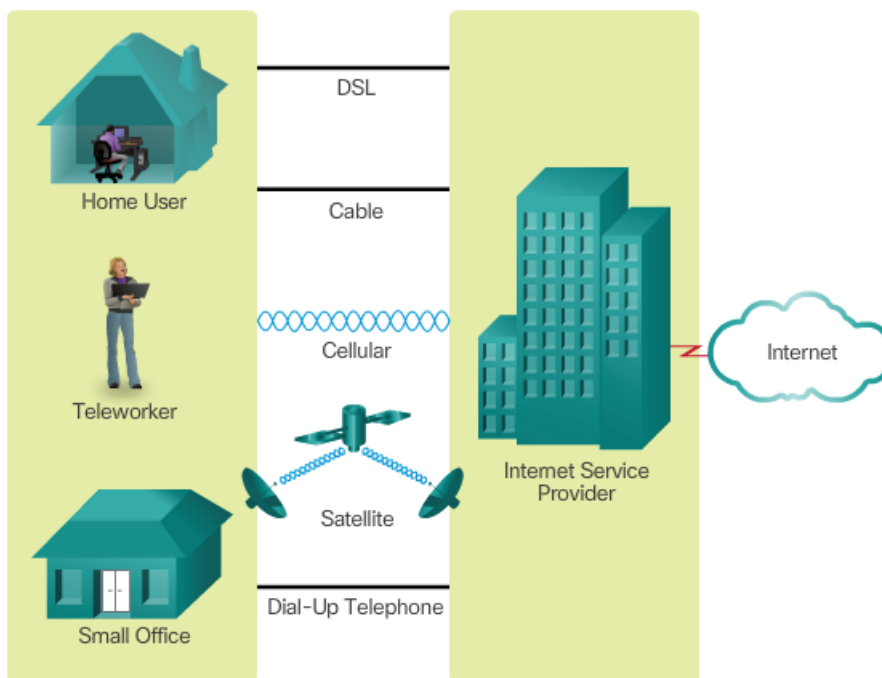 DSL
Home User
Cable
Cellular
Internet
Teleworker
Internet Service
Provider
Satellite
Dial-Up Telephone
Small Office